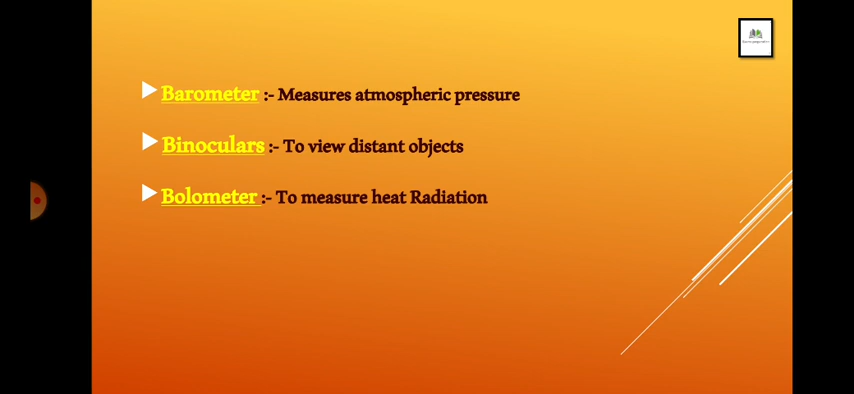 Barometer :- Measures atmospheric pressure
Binoculars :- To view distant objects
Bolometer :- To measure heat Radiation